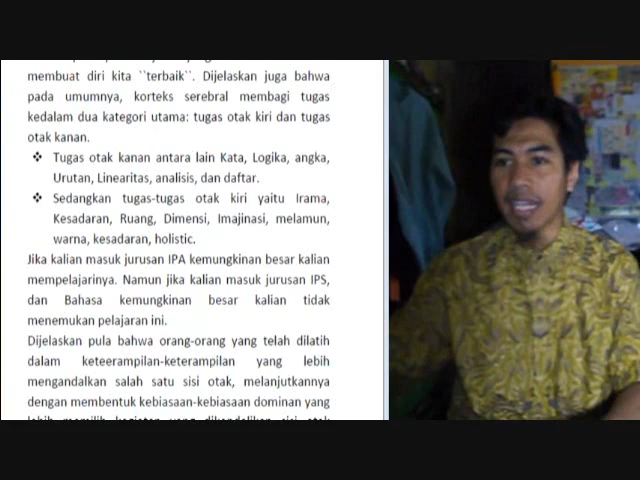 membuat diri kita ``terbaik``. Dijelaskan juga bahwa
pada umumnya, korteks serebral membagi tugas
kedalam dua kategori utama: tugas otak kiri dan tugas
otak kanan.
❖ Tugas otak kanan antara lain Kata, Logika, angka,
Urutan, Linearitas, analisis, dan daftar.
❖ Sedangkan tugas-tugas otak kiri yaitu Irama,
Kesadaran, Ruang, Dimensi, Imajinasi, melamun,
warna, kesadaran, holistic.
Jika kalian masuk jurusan IPA kemungkinan besar kalian
mempelajarinya. Namun jika kalian masuk jurusan IPS,
dan Bahasa kemungkinan besar kalian tidak
menemukan pelajaran ini.
Dijelaskan pula bahwa orang-orang yang telah dilatih
dalam keteerampilan-keterampilan yang lebih
mengandalkan salah satu sisi otak, melanjutkannya
dengan membentuk kebiasaan-kebiasaan dominan yang